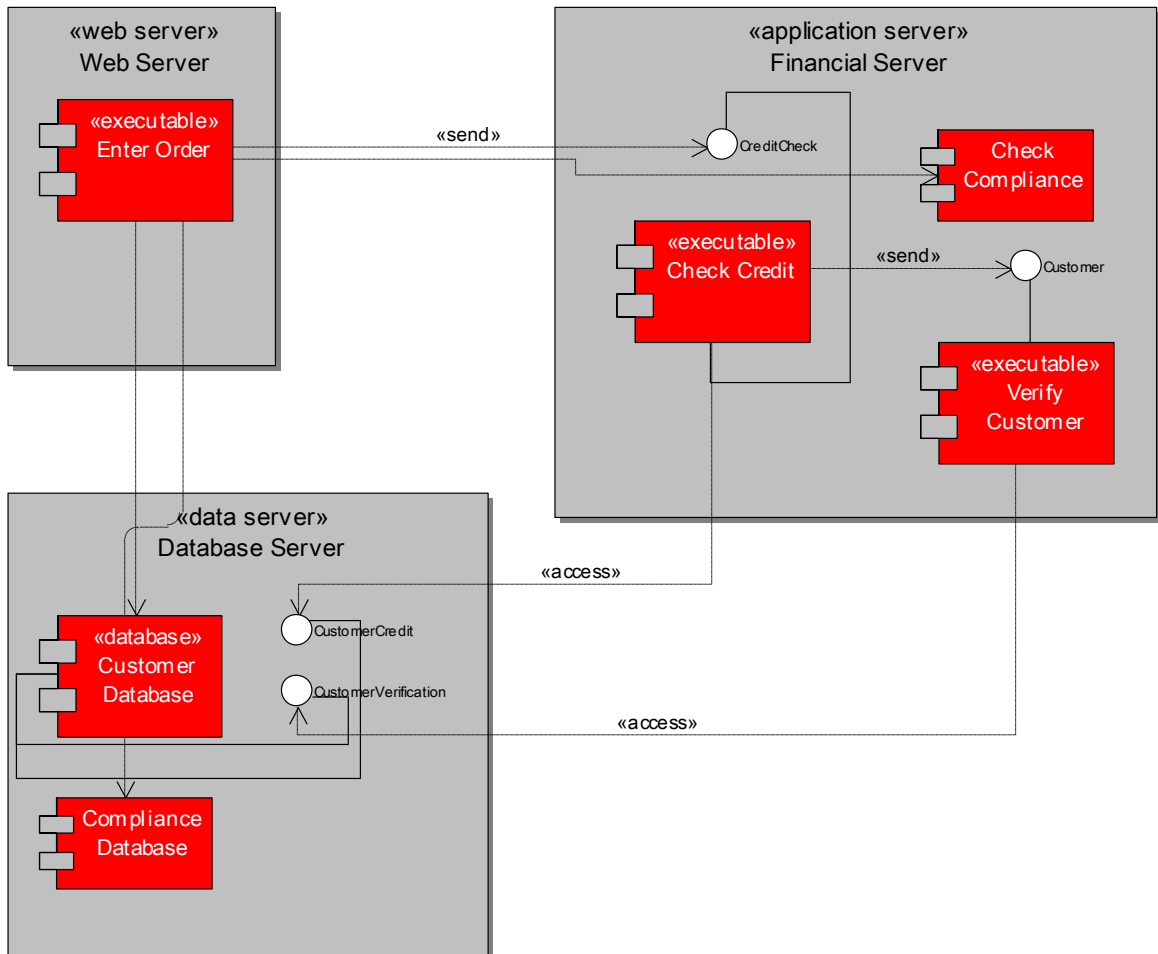 «web server»
Web Server
«executable»
Enter Order
«send»
«application server»
Financial Server
CreditCheck
Check
Compliance
«executable»
Check Credit
«send»
Customer
«executable»
Verify
Customer
«data server»
Database Server
«access»
«database»
Customer
Database
CustomerCredit
CustomerVerification
«access»
Compliance
Database